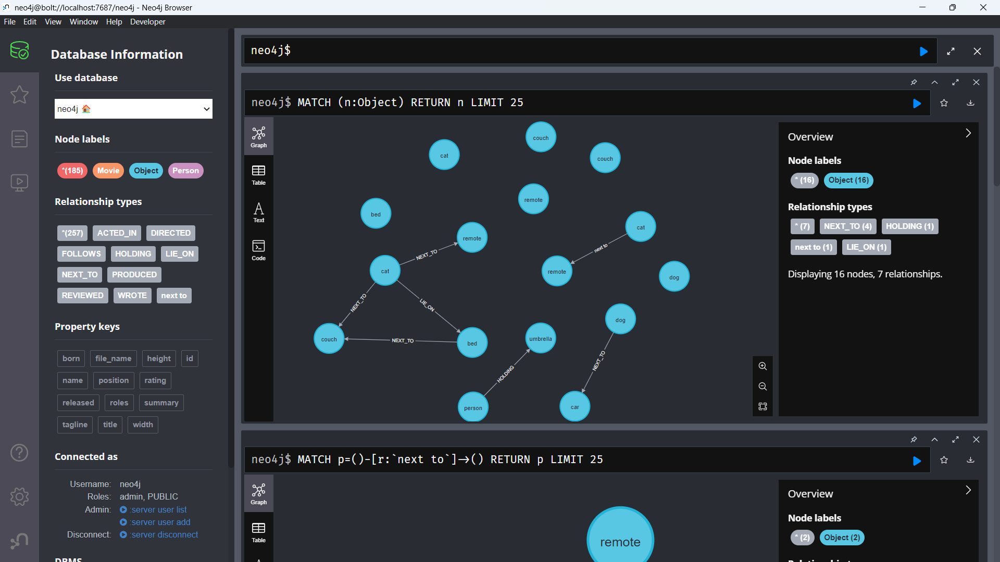 neo4j@bolt://localhost:7687/neo4j - Neo4j Browser
File Edit View Window Help Developer
Database Information
Use database
neo4j
Node labels
*(185) Movie Object Person
Relationship types
*(257) ACTED_IN DIRECTED
FOLLOWS HOLDING LIE_ON
NEXT_TO PRODUCED
REVIEWED WROTE next to
Property keys
born file_name height id
name position rating
released roles summary
tagline title width
Connected as
Username: neo4j
Roles: admin, PUBLIC
Admin: :server user list
:server user add
Disconnect: :server disconnect
DBMS
neo4j$
neo4j$ MATCH (n:Object) RETURN n LIMIT 25
Graph
Table
Text
Code
couch
cat
couch
remote
bed
cat
remote
next to
NEXT_TO
cat
remote
dog
NEXT_TO
LIE_ON
dog
couch
NEXT_TO
bed
umbrella
NEXT_TO
HOLDING
person
car
Overview
Node labels
* (16) Object (16)
Relationship types
* (7) NEXT_TO (4) HOLDING (1)
next to (1) LIE_ON (1)
Displaying 16 nodes, 7 relationships.
neo4j$ MATCH p=()-[r:`next to`]->() RETURN p LIMIT 25
Graph
Table
remote
Overview
Node labels
* (2) Object (2)